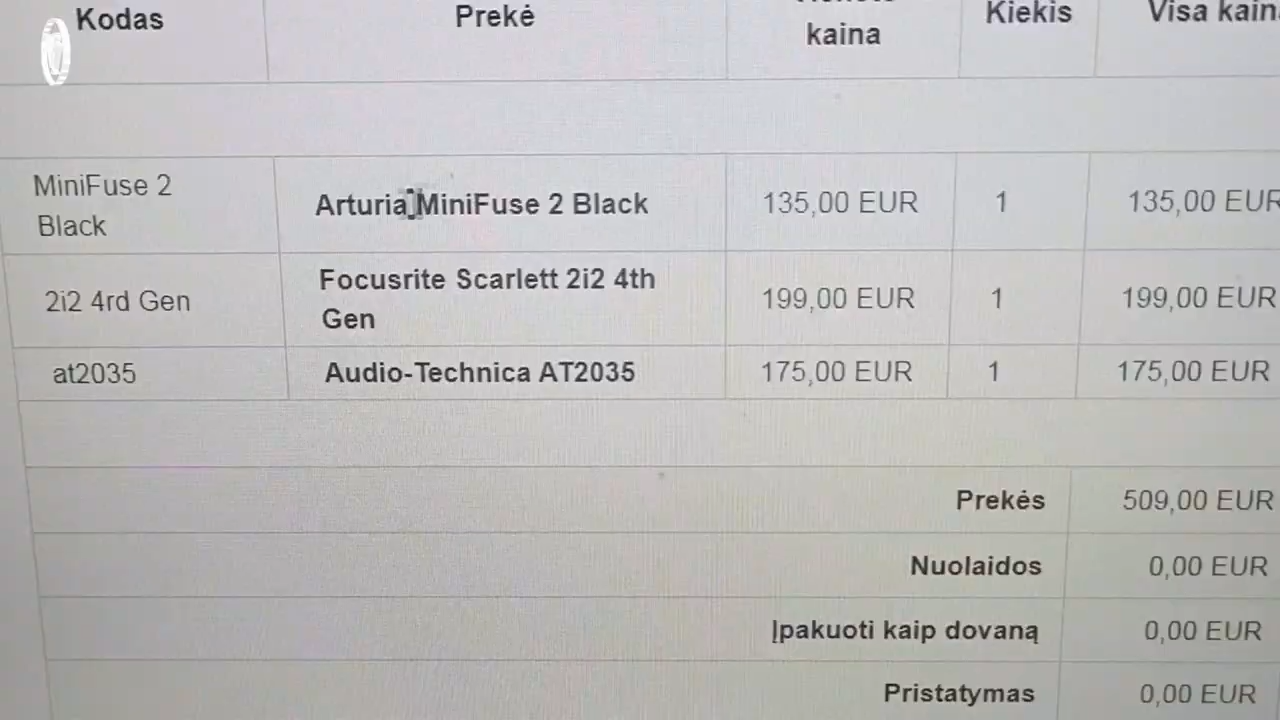 Kodas Prekė kaina Kiekis Visa
MiniFuse 2
Black
Arturia MiniFuse 2 Black 135,00 EUR 1 135,00 EUR
2i2 4rd Gen
Focusrite Scarlett 2i2 4th
Gen
199,00 EUR 1 199,00 EUR
at2035 Audio-Technica AT2035 175,00 EUR 1 175,00 EUR
Prekės 509,00 EUR
Nuolaidos 0,00 EUR
Įpakuoti kaip dovaną 0,00 EUR
Pristatymas 0,00 EUR